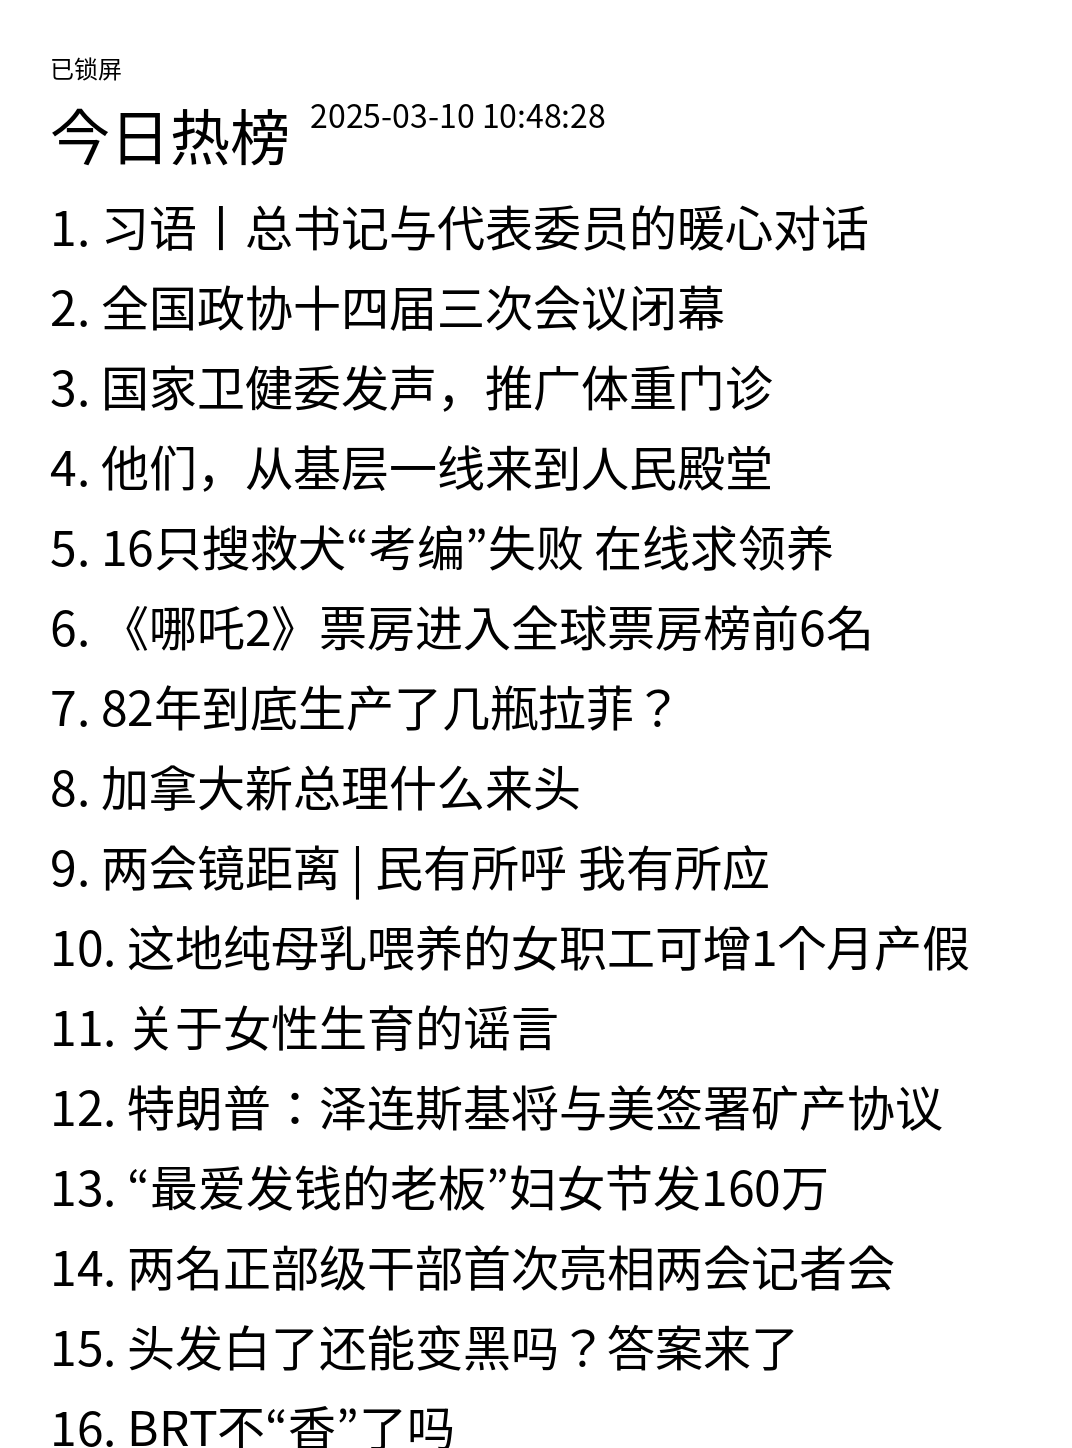 已锁屏
今日热榜 2025-03-10 10:48:28
1. 习语丨总书记与代表委员的暖心对话
2. 全国政协十四届三次会议闭幕
3. 国家卫健委发声，推广体重门诊
4. 他们，从基层一线来到人民殿堂
5. 16只搜救犬“考编”失败 在线求领养
6. 《哪吒2》票房进入全球票房榜前6名
7. 82年到底生产了几瓶拉菲？
8. 加拿大新总理什么来头
9. 两会镜距离 | 民有所呼 我有所应
10. 这地纯母乳喂养的女职工可增1个月产假
11. 关于女性生育的谣言
12. 特朗普：泽连斯基将与美签署矿产协议
13. “最爱发钱的老板”妇女节发160万
14. 两名正部级干部首次亮相两会记者会
15. 头发白了还能变黑吗？答案来了
16. BRT不“香”了吗